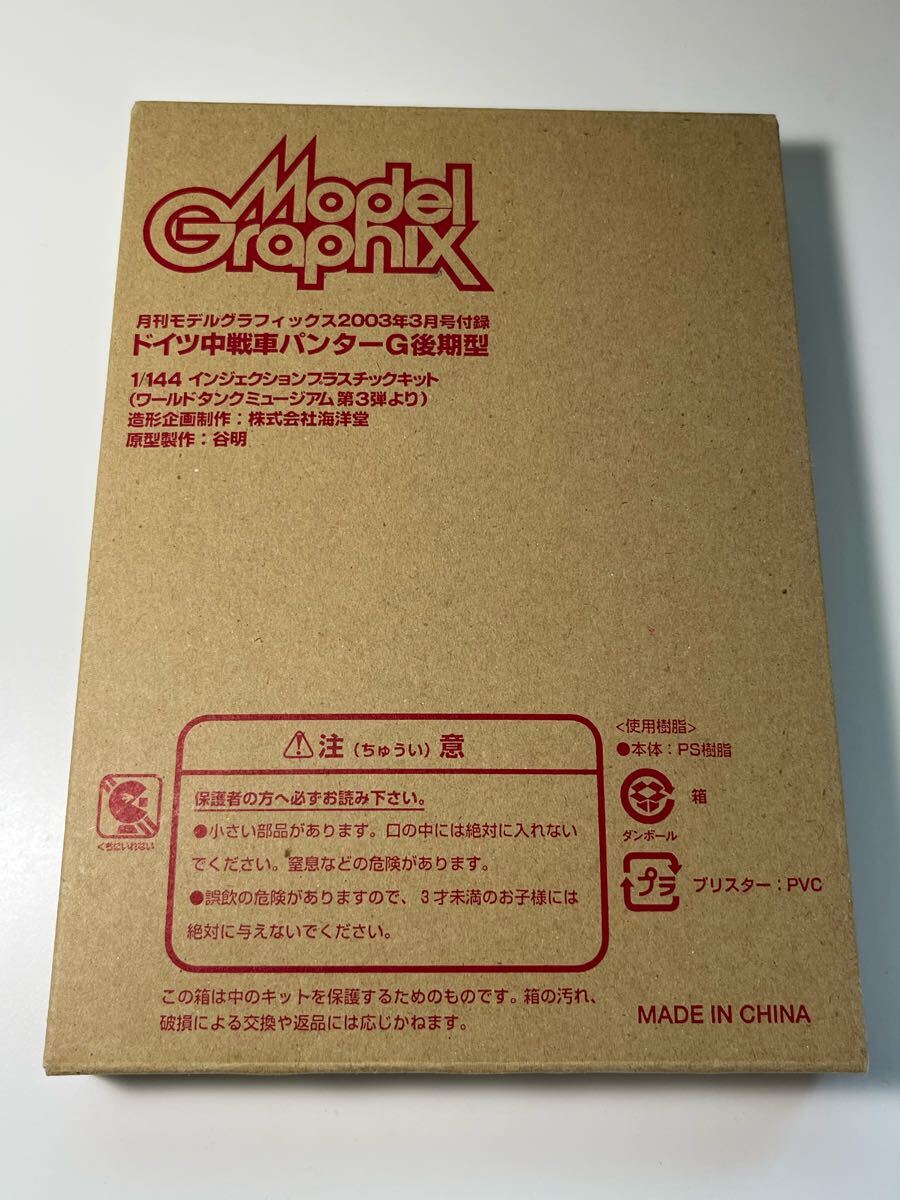 Model
Graphix
月刊モデルグラフィックス2003年3月号付録
ドイツ中戦車パンターG後期型
1/144 インジェクションプラスチックキット
(ワールドタンクミュージアム 第3弾より)
造形企画制作：株式会社海洋堂
原型製作：谷明
注（ちゅうい）意
保護者の方へ必ずお読み下さい。
●小さい部品があります。口の中には絶対に入れない
でください。窒息などの危険があります。
●誤飲の危険がありますので、３才未満のお子様には
絶対に与えないでください。
くちにいれない
<使用樹脂>
●本体：PS樹脂
箱
ダンボール
プラ
ブリスター：PVC
この箱は中のキットを保護するためのものです。箱の汚れ、
破損による交換や返品には応じかねます。
MADE IN CHINA